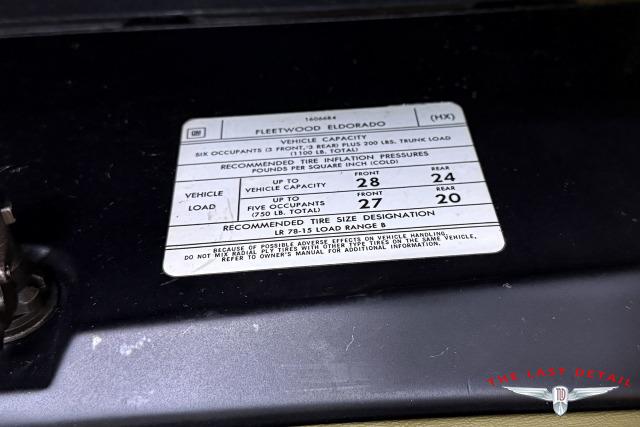 1606684
GM FLEETWOOD ELDORADO (HX)
VEHICLE CAPACITY
SIX OCCUPANTS (3 FRONT, 3 REAR) PLUS 200 LBS. TRUNK LOAD
(1100 LB. TOTAL)
RECOMMENDED TIRE INFLATION PRESSURES
POUNDS PER SQUARE INCH (COLD)
VEHICLE LOAD
UP TO VEHICLE CAPACITY FRONT 28 REAR 24
UP TO FIVE OCCUPANTS (750 LB. TOTAL) FRONT 27 REAR 20
RECOMMENDED TIRE SIZE DESIGNATION
LR 78-15 LOAD RANGE B
BECAUSE OF POSSIBLE ADVERSE EFFECTS ON VEHICLE HANDLING,
DO NOT MIX RADIAL PLY TIRES WITH OTHER TYPE TIRES ON THE SAME VEHICLE,
REFER TO OWNER'S MANUAL FOR ADDITIONAL INFORMATION.
THE LAST DETAIL
TLD